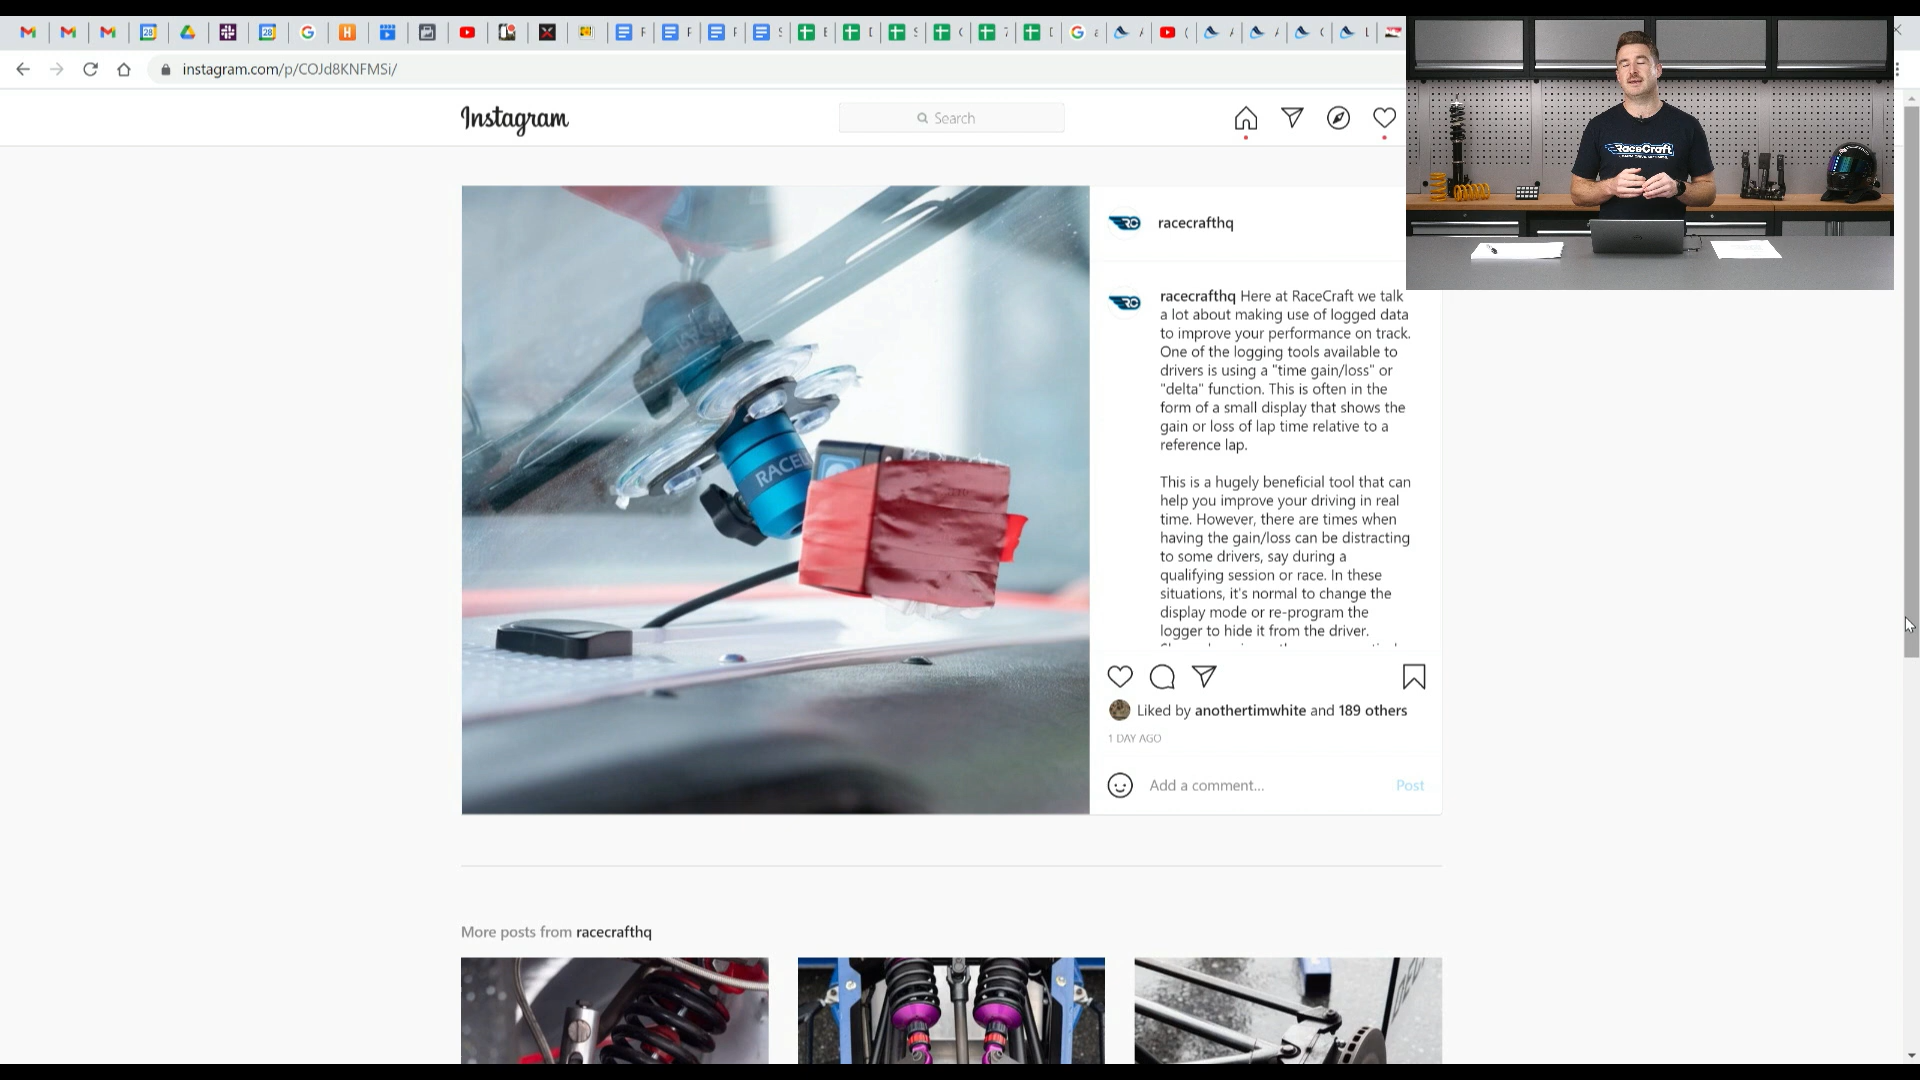 28
28
instagram.com/p/COJd8KNFMSi/
Instagram
Search
RaceCraft
racecrafthq
racecrafthq Here at RaceCraft we talk
a lot about making use of logged data
to improve your performance on track.
One of the logging tools available to
drivers is using a "time gain/loss" or
"delta" function. This is often in the
form of a small display that shows the
gain or loss of lap time relative to a
reference lap.
This is a hugely beneficial tool that can
help you improve your driving in real
time. However, there are times when
having the gain/loss can be distracting
to some drivers, say during a
qualifying session or race. In these
situations, it's normal to change the
display mode or re-program the
logger to hide it from the driver.
RACEL
Liked by anothertimwhite and 189 others
1 DAY AGO
Add a comment...
Post
More posts from racecrafthq